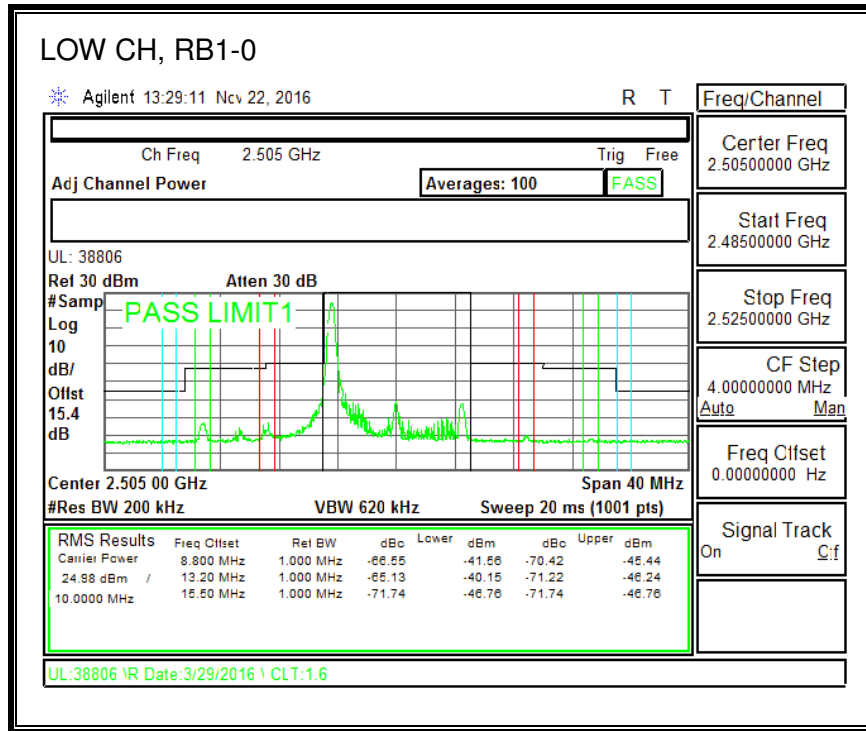 LOW CH, RB1-0
Agilent 13:29:11 Nov 22, 2016 R T
Freq/Channel
Ch Freq 2.505 GHz Trig Free
Adj Channel Power Averages: 100 PASS
Center Freq
2.50500000 GHz
Start Freq
2.48500000 GHz
Stop Freq
2.52500000 GHz
CF Step
4.00000000 MHz
Auto Man
Freq Offset
0.00000000 Hz
Signal Track
On Off
UL: 38806
Ref 30 dBm Atten 30 dB
#Samp
Log
10
dB/
Offst
15.4
dB
PASS LIMIT1
Center 2.505 00 GHz Span 40 MHz
#Res BW 200 kHz VBW 620 kHz Sweep 20 ms (1001 pts)
RMS Results Freq Offset Ref BW dBc Lower dBm dBc Upper dBm
Carrier Power 8.800 MHz 1.000 MHz -66.55 -41.56 -70.42 -45.44
24.98 dBm / 13.20 MHz 1.000 MHz -65.13 -40.15 -71.22 -46.24
10.0000 MHz 15.50 MHz 1.000 MHz -71.74 -46.76 -71.74 -46.76
UL:38806 \R Date:3/29/2016 \ CLT:1.6